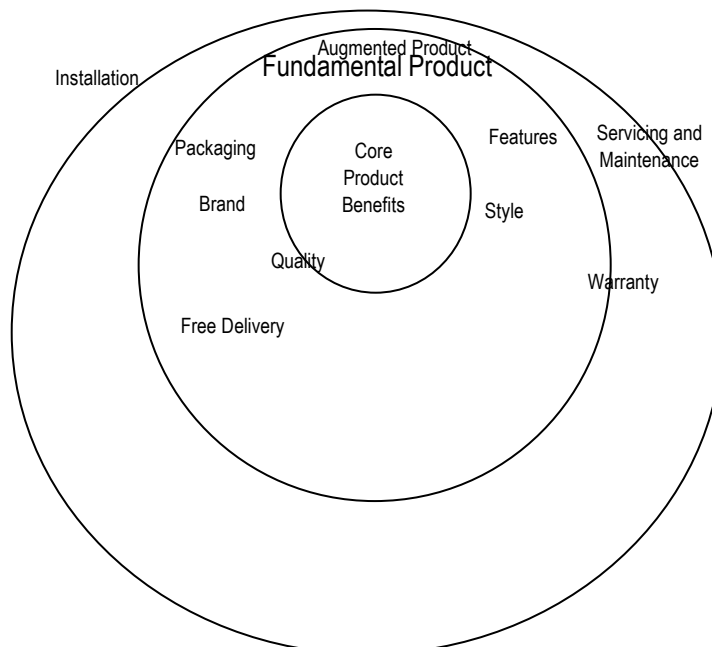 Augmented Product
Fundamental Product
Installation
Servicing and
Maintenance
Features
Packaging
Core
Product
Benefits
Brand
Style
Quality
Warranty
Free Delivery